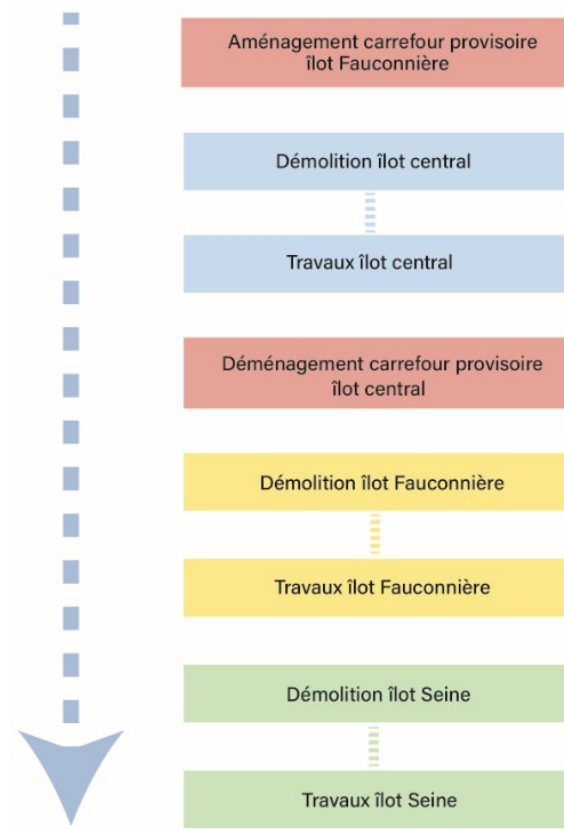 Aménagement carrefour provisoire
îlot Fauconnière
Démolition îlot central
Travaux îlot central
Déménagement carrefour provisoire
îlot central
Démolition îlot Fauconnière
Travaux îlot Fauconnière
Démolition îlot Seine
Travaux îlot Seine